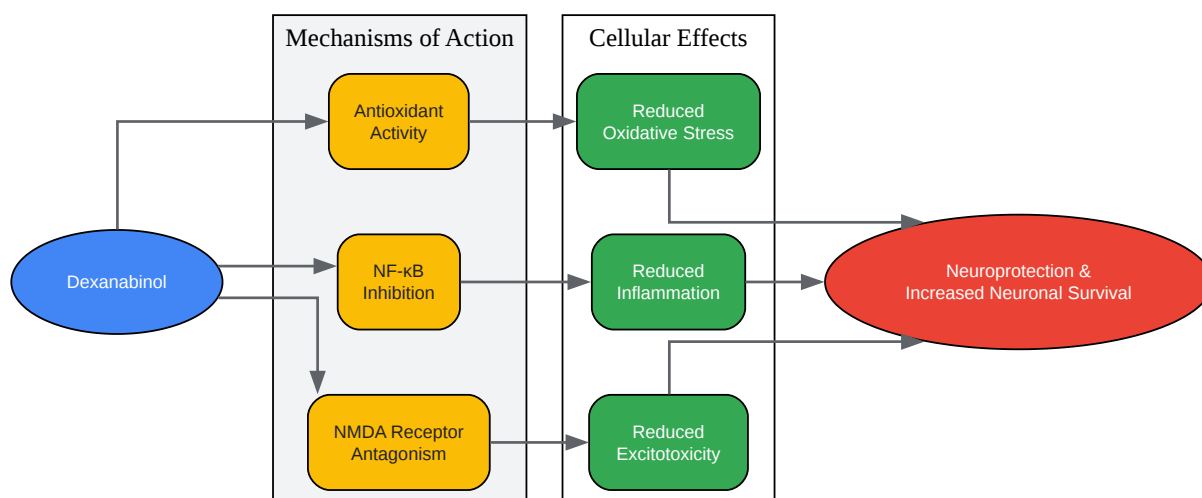 Mechanisms of Action
Cellular Effects
Antioxidant
Activity
Reduced
Oxidative Stress
Dexanabinol
NF-κB
Inhibition
Reduced
Inflammation
Neuroprotection &
Increased Neuronal Survival
NMDA Receptor
Antagonism
Reduced
Excitotoxicity